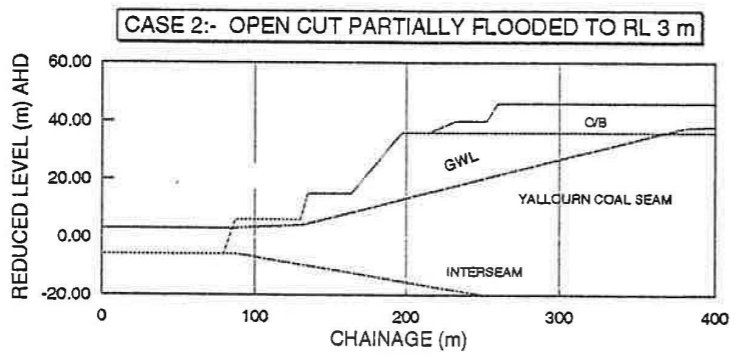 CASE 2:- OPEN CUT PARTIALLY FLOODED TO RL 3 m
REDUCED LEVEL (m) AHD
60.00
40.00
20.00
0.00
-20.00
C/B
GWL
YALLOURN COAL SEAM
INTERSEAM
0
100
200
300
400
CHAINAGE (m)